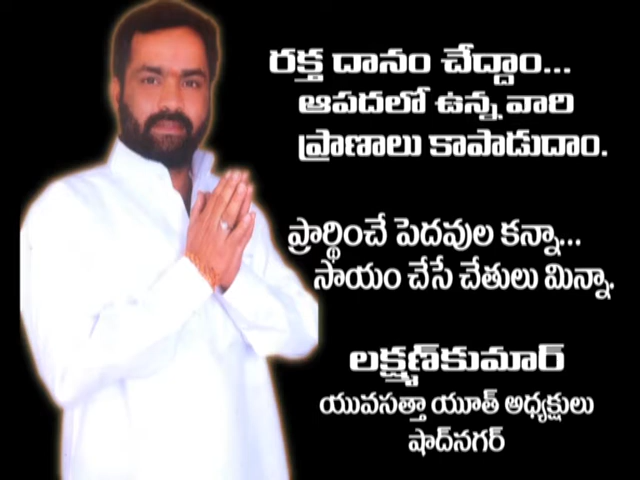 రక్త దానం చేద్దాం...
ఆపదలో ఉన్న వారి
ప్రాణాలు కాపాడుదాం.
ప్రార్థించే పెదవుల కన్నా...
సాయం చేసే చేతులు మిన్నా.
లక్ష్మణ్‌కుమార్
యువసత్తా యూత్ అధ్యక్షులు
షాద్‌నగర్